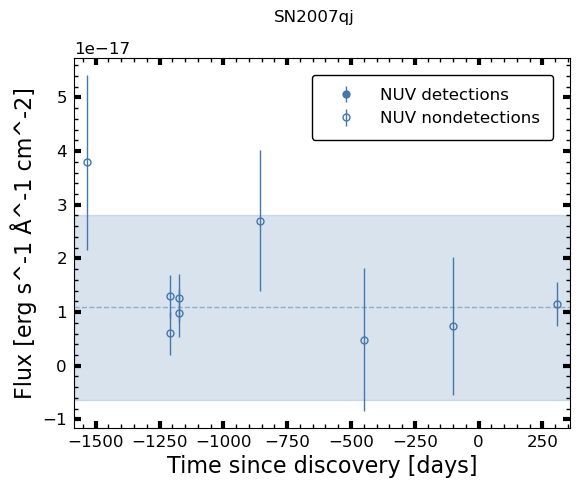 SN2007qj
1e−17
NUV detections
NUV nondetections
5
4
3
2
1
0
−1
Flux [erg s^-1 Å^-1 cm^-2]
−1500 −1250 −1000 −750 −500 −250 0 250
Time since discovery [days]